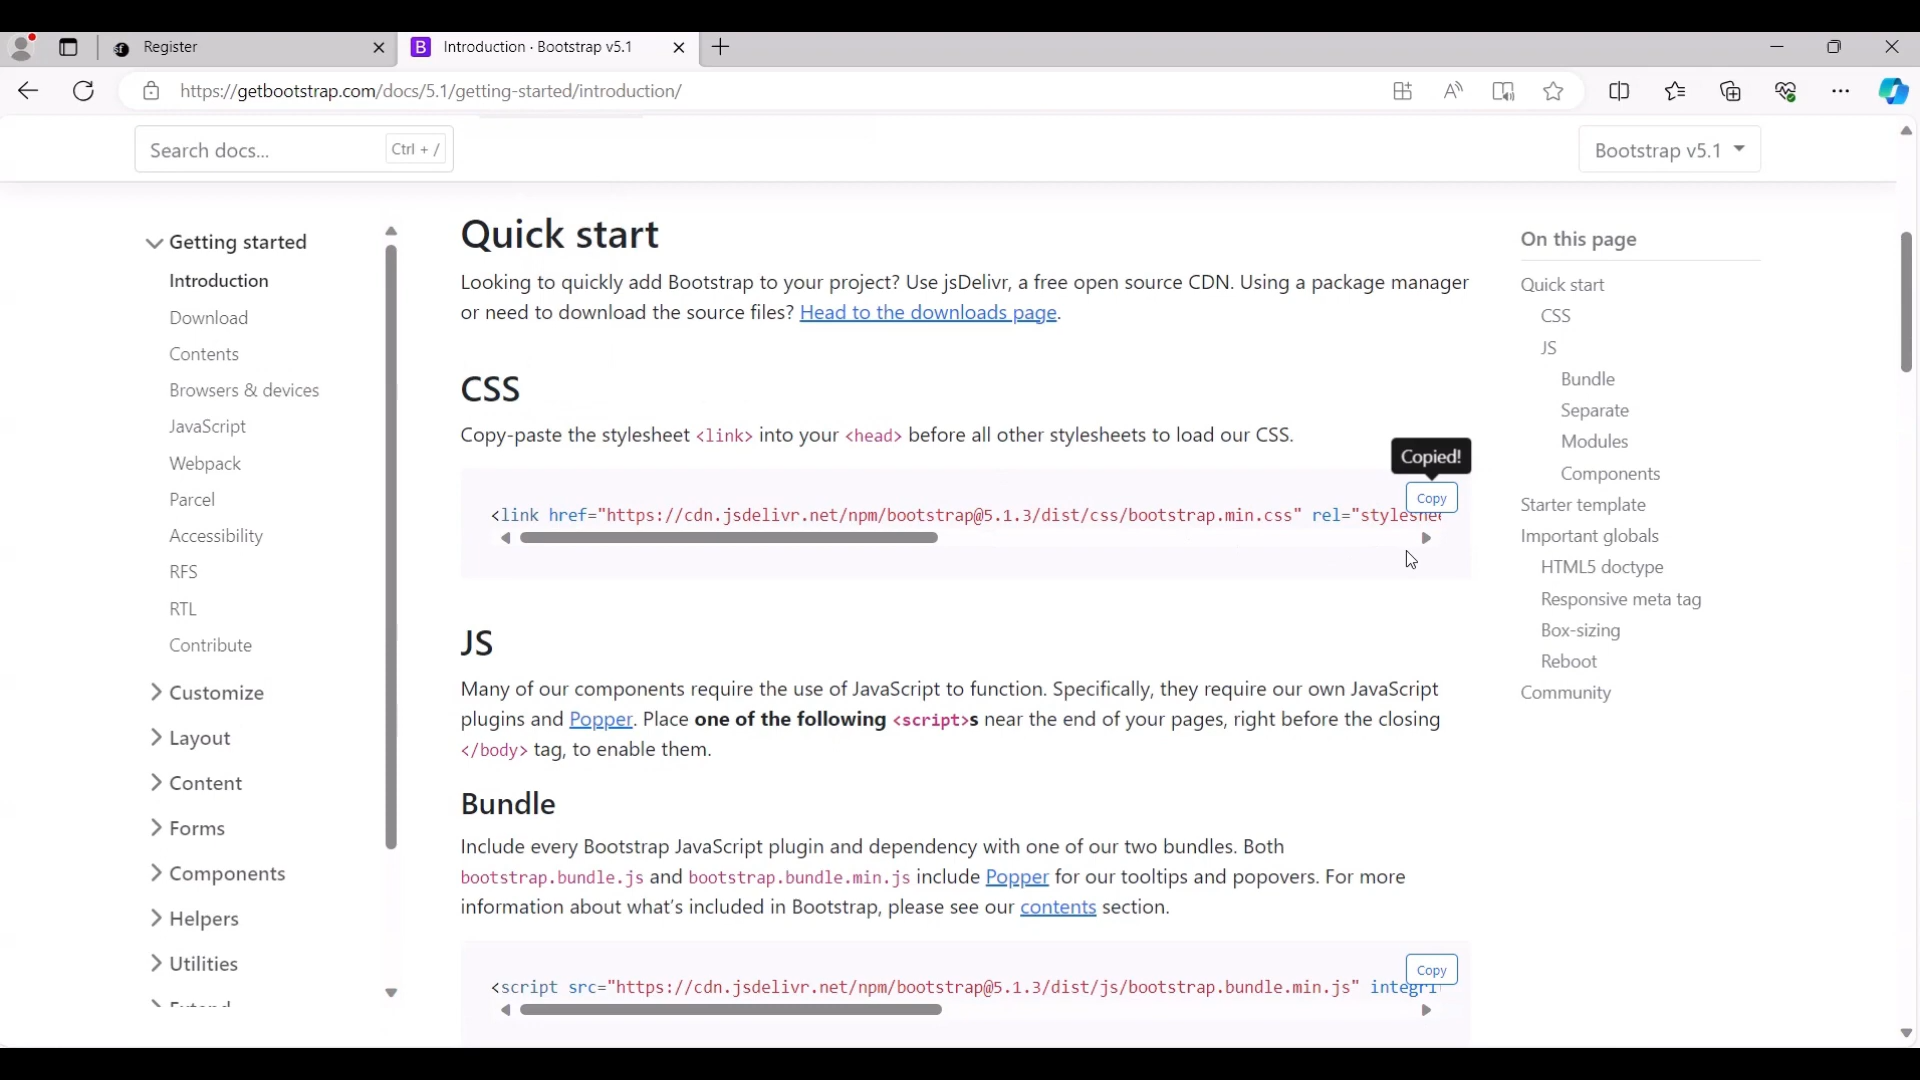 Register
Introduction · Bootstrap v5.1
https://getbootstrap.com/docs/5.1/getting-started/introduction/
Search docs...
Ctrl + /
Bootstrap v5.1
Getting started
Introduction
Download
Contents
Browsers & devices
JavaScript
Webpack
Parcel
Accessibility
RFS
RTL
Contribute
Customize
Layout
Content
Forms
Components
Helpers
Utilities
Quick start
Looking to quickly add Bootstrap to your project? Use jsDelivr, a free open source CDN. Using a package manager
or need to download the source files? Head to the downloads page.
CSS
Copy-paste the stylesheet <link> into your <head> before all other stylesheets to load our CSS.
Copied!
Copy
<link href="https://cdn.jsdelivr.net/npm/bootstrap@5.1.3/dist/css/bootstrap.min.css" rel="styleshe
JS
Many of our components require the use of JavaScript to function. Specifically, they require our own JavaScript
plugins and Popper. Place one of the following <script>s near the end of your pages, right before the closing
</body> tag, to enable them.
Bundle
Include every Bootstrap JavaScript plugin and dependency with one of our two bundles. Both
bootstrap.bundle.js and bootstrap.bundle.min.js include Popper for our tooltips and popovers. For more
information about what's included in Bootstrap, please see our contents section.
Copy
<script src="https://cdn.jsdelivr.net/npm/bootstrap@5.1.3/dist/js/bootstrap.bundle.min.js" integri
On this page
Quick start
CSS
JS
Bundle
Separate
Modules
Components
Starter template
Important globals
HTML5 doctype
Responsive meta tag
Box-sizing
Reboot
Community